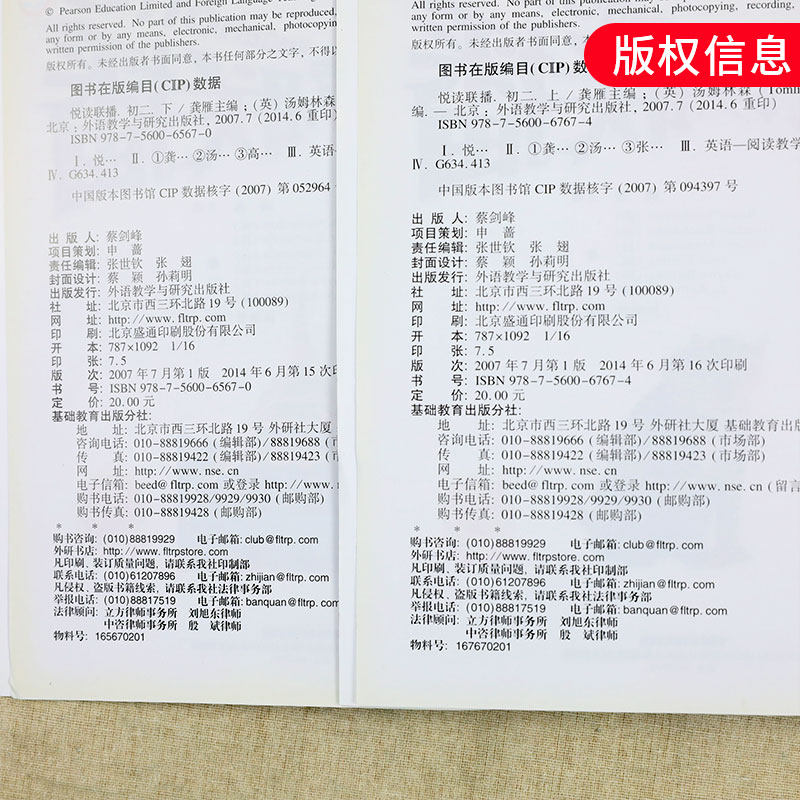 版权信息
© Pearson Education Limited and Foreign Language
All rights reserved. No part of this publication may be reproduced,
any form or by any means, electronic, mechanical, photocopying
written permission of the publishers.
版权所有。未经出版者书面同意,本书任何部分之文字,不得以
图书在版编目(CIP)数据
悦读联播. 初二. 下 / 龚雁主编;(英)汤姆林森
北京:外语教学与研究出版社,2007.7 (2014.6 重印)
ISBN 978-7-5600-6567-0
Ⅰ. 悦… Ⅱ. ①龚… ②汤… ③高… Ⅲ. 英语
Ⅳ. G634.413
中国版本图书馆 CIP 数据核字 (2007) 第 052964
出 版 人: 蔡剑峰
项目策划: 申 蔷
责任编辑: 张世钦 张 翅
封面设计: 蔡 颖 孙莉明
出版发行: 外语教学与研究出版社
社 址: 北京市西三环北路 19 号 (100089)
网 址: http://www.fltrp.com
印 刷: 北京盛通印刷股份有限公司
开 本: 787×1092 1/16
印 张: 7.5
版 次: 2007 年 7 月第 1 版 2014 年 6 月第 15 次印
书 号: ISBN 978-7-5600-6567-0
定 价: 20.00 元
基础教育出版分社:
地 址: 北京市西三环北路 19 号 外研社大厦
咨询电话: 010-88819666 (编辑部)/88819688 (市
传 真: 010-88819422 (编辑部)/88819423 (市
网 址: http://www.nse.cn
电子信箱: beed@fltrp.com 或登录 http://www.n
购书电话: 010-88819928/9929/9930 (邮购部)
购书传真: 010-88819428 (邮购部)
* * *
购书咨询: (010)88819929 电子邮箱: club@fltrp.com
外研书店: http://www.fltrpstore.com
凡印刷、装订质量问题,请联系我社印制部
联系电话: (010)61207896 电子邮箱: zhijian@fltrp.com
凡侵权、盗版书籍线索,请联系我社法律事务部
举报电话: (010)88817519 电子邮箱: banquan@fltrp.com
法律顾问: 立方律师事务所 刘旭东律师
中咨律师事务所 殷 斌律师
物料号: 165670201
All rights reserved. No part of this publication may
any form or by any means, electronic, mechanical, photocopying, recording,
written permission of the publishers.
版权所有。未经出版者书面同意,本
图书在版编目(CIP)数
悦读联播. 初二. 上 / 龚雁主编;(英)汤姆林森
编. — 北京:外语教学与研究出版社,2007.7 (2014.6 重印)
ISBN 978-7-5600-6767-4
Ⅰ. 悦… Ⅱ. ①龚… ②汤… ③张… Ⅲ. 英语—阅读教学
Ⅳ. G634.413
中国版本图书馆 CIP 数据核字 (2007) 第 094397 号
出 版 人: 蔡剑峰
项目策划: 申 蔷
责任编辑: 张世钦 张 翅
封面设计: 蔡 颖 孙莉明
出版发行: 外语教学与研究出版社
社 址: 北京市西三环北路 19 号 (100089)
网 址: http://www.fltrp.com
印 刷: 北京盛通印刷股份有限公司
开 本: 787×1092 1/16
印 张: 7.5
版 次: 2007 年 7 月第 1 版 2014 年 6 月第 16 次印刷
书 号: ISBN 978-7-5600-6767-4
定 价: 20.00 元
基础教育出版分社:
地 址: 北京市西三环北路 19 号 外研社大厦 基础教育出版
咨询电话: 010-88819666 (编辑部)/88819688 (市场部)
传 真: 010-88819422 (编辑部)/88819423 (市场部)
网 址: http://www.nse.cn
电子信箱: beed@fltrp.com 或登录 http://www.nse.cn (留言
购书电话: 010-88819928/9929/9930 (邮购部)
购书传真: 010-88819428 (邮购部)
* * *
购书咨询: (010)88819929 电子邮箱: club@fltrp.com
外研书店: http://www.fltrpstore.com
凡印刷、装订质量问题,请联系我社印制部
联系电话: (010)61207896 电子邮箱: zhijian@fltrp.com
凡侵权、盗版书籍线索,请联系我社法律事务部
举报电话: (010)88817519 电子邮箱: banquan@fltrp.com
法律顾问: 立方律师事务所 刘旭东律师
中咨律师事务所 殷 斌律师
物料号: 167670201